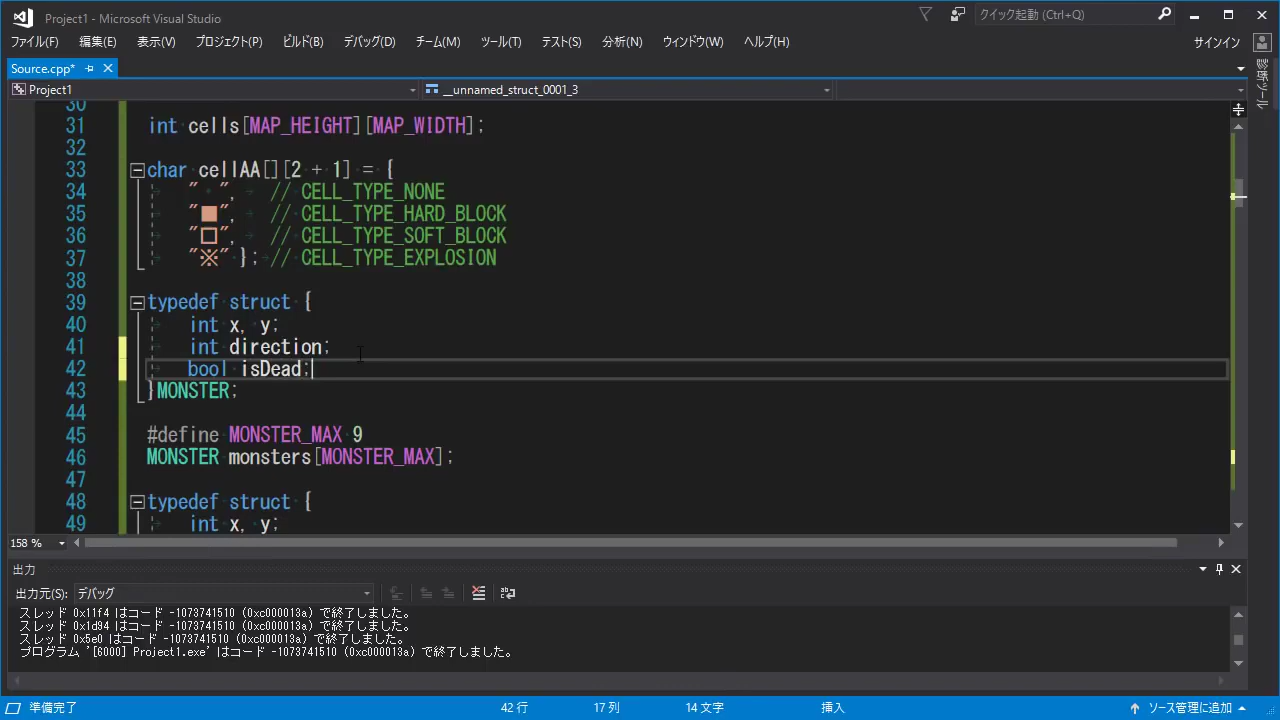 Project1 - Microsoft Visual Studio
クイック起動 (Ctrl+Q)
ファイル(F) 編集(E) 表示(V) プロジェクト(P) ビルド(B) デバッグ(D) チーム(M) ツール(T) テスト(S) 分析(N) ウィンドウ(W) ヘルプ(H) サインイン
Source.cpp*
診断ツール
Project1 __unnamed_struct_0001_3
30
31 int cells[MAP_HEIGHT][MAP_WIDTH];
32
33 char cellAA[][2 + 1] = {
34 "　", // CELL_TYPE_NONE
35 "■", // CELL_TYPE_HARD_BLOCK
36 "□", // CELL_TYPE_SOFT_BLOCK
37 "※" }; // CELL_TYPE_EXPLOSION
38
39 typedef struct {
40 int x, y;
41 int direction;
42 bool isDead;
43 }MONSTER;
44
45 #define MONSTER_MAX 9
46 MONSTER monsters[MONSTER_MAX];
47
48 typedef struct {
49 int x, y;
158 %
出力
出力元(S): デバッグ
スレッド 0x11f4 はコード -1073741510 (0xc000013a) で終了しました。
スレッド 0x1d94 はコード -1073741510 (0xc000013a) で終了しました。
スレッド 0x5e0 はコード -1073741510 (0xc000013a) で終了しました。
プログラム '[6000] Project1.exe' はコード -1073741510 (0xc000013a) で終了しました。
準備完了 42 行 17 列 14 文字 挿入 ソース管理に追加